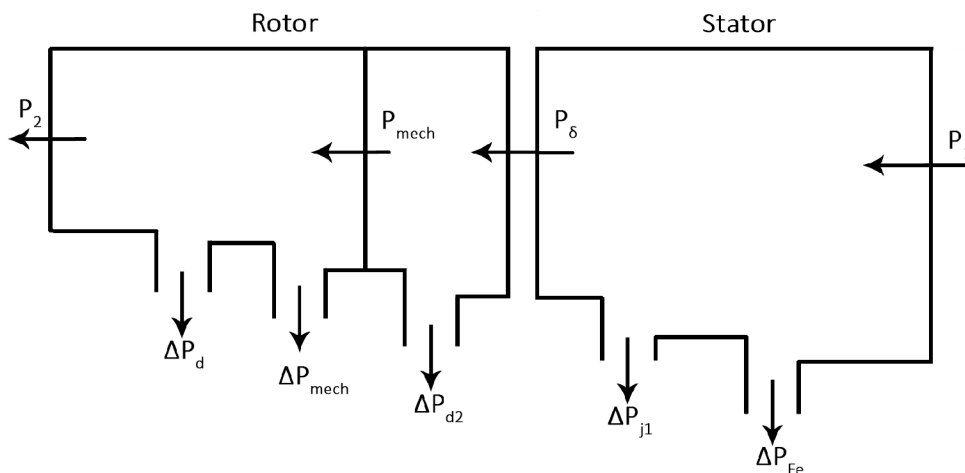 Rotor
Stator
P₂
Pmech
Pδ
P
ΔPd
ΔPmech
ΔPd2
ΔPj1
ΔPFe